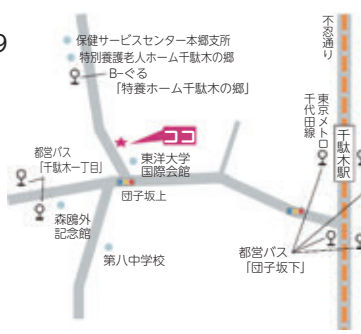 9
保健サービスセンター本郷支所
特別養護老人ホーム千駄木の郷
B-ぐる
「特養ホーム千駄木の郷」
ココ
東洋大学
国際会館
都営バス
「千駄木一丁目」
団子坂上
森鴎外
記念館
第八中学校
不忍通り
東京メトロ
千代田線
千駄木駅
都営バス
「団子坂下」